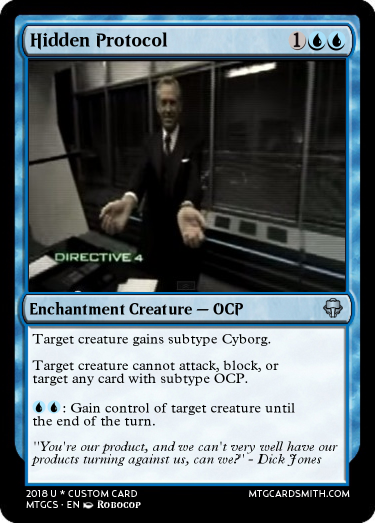 Hidden Protocol
1
DIRECTIVE 4
Enchantment Creature — OCP
Target creature gains subtype Cyborg.
Target creature cannot attack, block, or
target any card with subtype OCP.
: Gain control of target creature until
the end of the turn.
"You're our product, and we can't very well have our
products turning against us, can we?' - Dick Jones
2018 U * CUSTOM CARD
MTGCARDSMITH.COM
MTGCS · EN Robocop